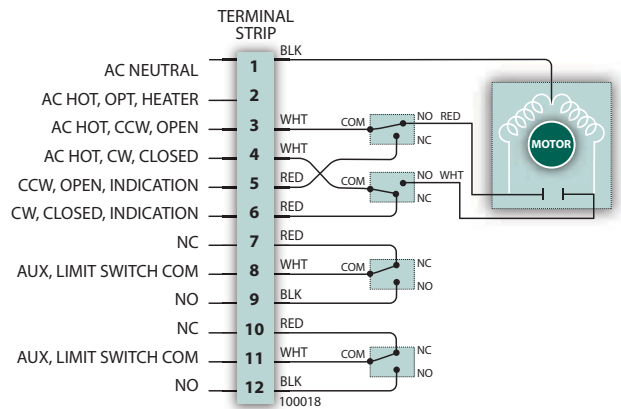 TERMINAL
STRIP
AC NEUTRAL 1 BLK
AC HOT, OPT, HEATER 2
AC HOT, CCW, OPEN 3 WHT COM NO RED
NC
AC HOT, CW, CLOSED 4 WHT
MOTOR
CCW, OPEN, INDICATION 5 RED COM NO WHT
NC
CW, CLOSED, INDICATION 6 RED
NC 7 RED
AUX, LIMIT SWITCH COM 8 WHT COM NC
NO
NO 9 BLK
NC 10 RED
AUX, LIMIT SWITCH COM 11 WHT COM NC
NO
NO 12 BLK
100018